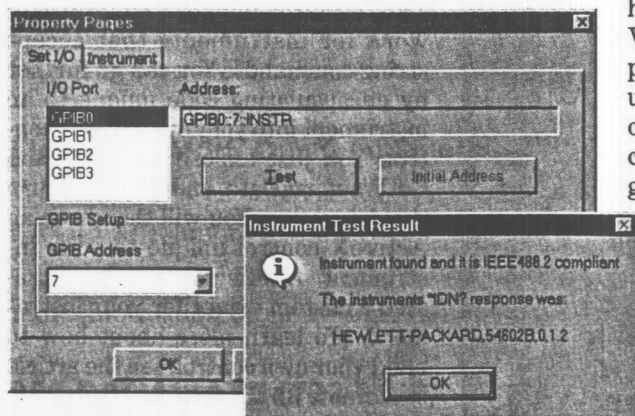 Property Pages
Set I/O Instrument
I/O Port Address:
GPIB0
GPIB1
GPIB2
GPIB3
GPIB0::7::INSTR
Test Initial Address
GPIB Setup
GPIB Address
7
OK
Instrument Test Result
Instrument found and it is IEEE488.2 compliant
The instruments *IDN? response was:
HEWLETT-PACKARD,54602B,0,1.2
OK